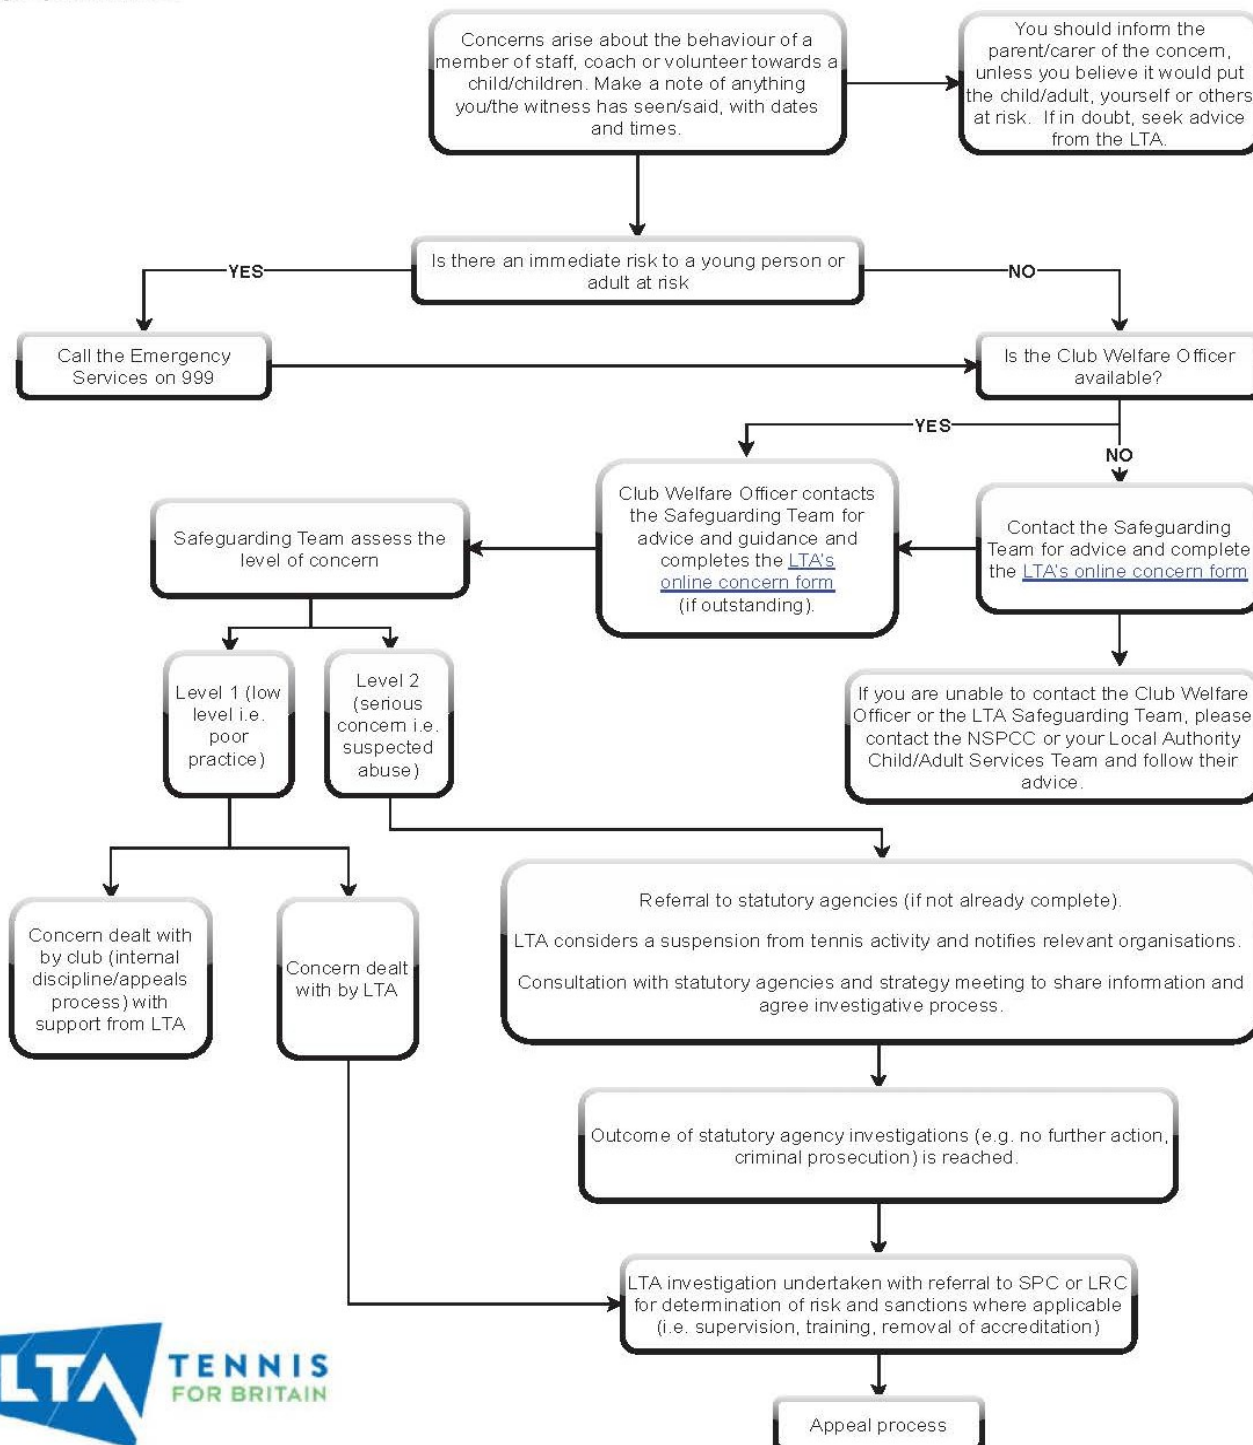 Concerns arise about the behaviour of a
member of staff, coach or volunteer towards a
child/children. Make a note of anything
you/the witness has seen/said, with dates
and times.
You should inform the
parent/carer of the concern,
unless you believe it would put
the child/adult, yourself or others
at risk. If in doubt, seek advice
from the LTA.
Is there an immediate risk to a young person or
adult at risk
YES
NO
Call the Emergency
Services on 999
Is the Club Welfare Officer
available?
YES
NO
Safeguarding Team assess the
level of concern
Club Welfare Officer contacts
the Safeguarding Team for
advice and guidance and
completes the LTA's
online concern form
(if outstanding).
Contact the Safeguarding
Team for advice and complete
the LTA's online concern form
Level 1 (low
level i.e.
poor
practice)
Level 2
(serious
concern i.e.
suspected
abuse)
If you are unable to contact the Club Welfare
Officer or the LTA Safeguarding Team, please
contact the NSPCC or your Local Authority
Child/Adult Services Team and follow their
advice.
Concern dealt with
by club (internal
discipline/appeals
process) with
support from LTA
Concern dealt
with by LTA
Referral to statutory agencies (if not already complete).
LTA considers a suspension from tennis activity and notifies relevant organisations.
Consultation with statutory agencies and strategy meeting to share information and
agree investigative process.
Outcome of statutory agency investigations (e.g. no further action,
criminal prosecution) is reached.
LTA investigation undertaken with referral to SPC or LRC
for determination of risk and sanctions where applicable
(i.e. supervision, training, removal of accreditation)
Appeal process
LTA
TENNIS
FOR BRITAIN